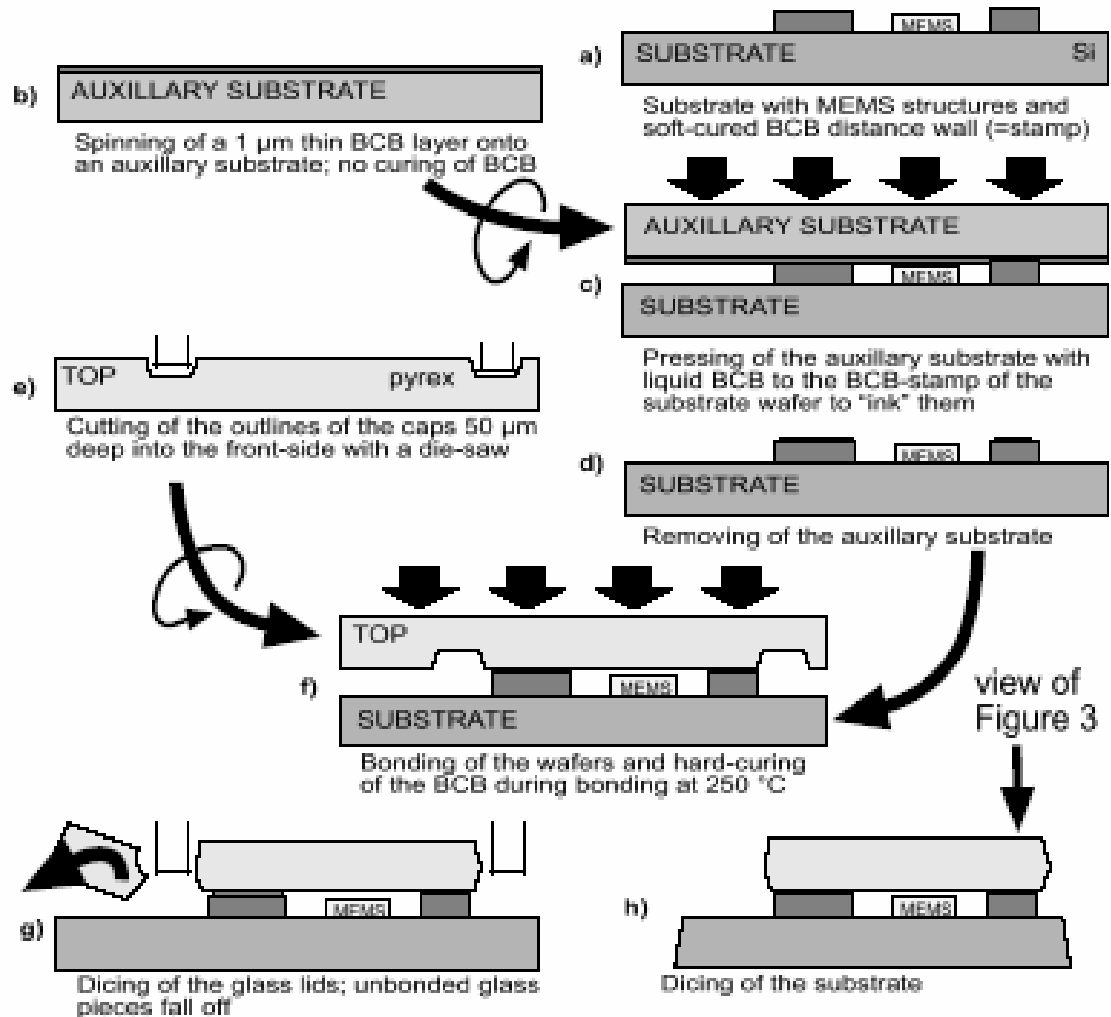 a)
MEMS
SUBSTRATE Si
Substrate with MEMS structures and
soft-cured BCB distance wall (=stamp)
b)
AUXILLARY SUBSTRATE
Spinning of a 1 µm thin BCB layer onto
an auxillary substrate; no curing of BCB
AUXILLARY SUBSTRATE
c)
MEMS
SUBSTRATE
Pressing of the auxillary substrate with
liquid BCB to the BCB-stamp of the
substrate wafer to "ink" them
d)
MEMS
SUBSTRATE
Removing of the auxillary substrate
e)
TOP pyrex
Cutting of the outlines of the caps 50 µm
deep into the front-side with a die-saw
TOP
f)
MEMS
SUBSTRATE
Bonding of the wafers and hard-curing
of the BCB during bonding at 250 °C
view of
Figure 3
g)
MEMS
Dicing of the glass lids; unbonded glass
pieces fall off
h)
MEMS
Dicing of the substrate